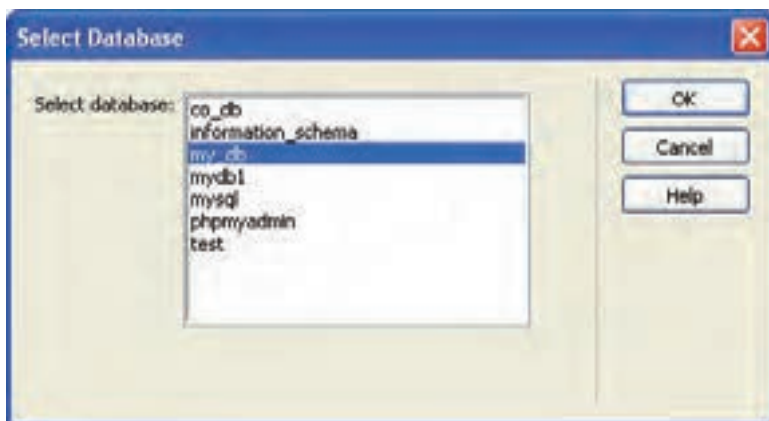 Select Database
Select database:
co_db
information_schema
my_db
mydb1
mysql
phpmyadmin
test
OK
Cancel
Help